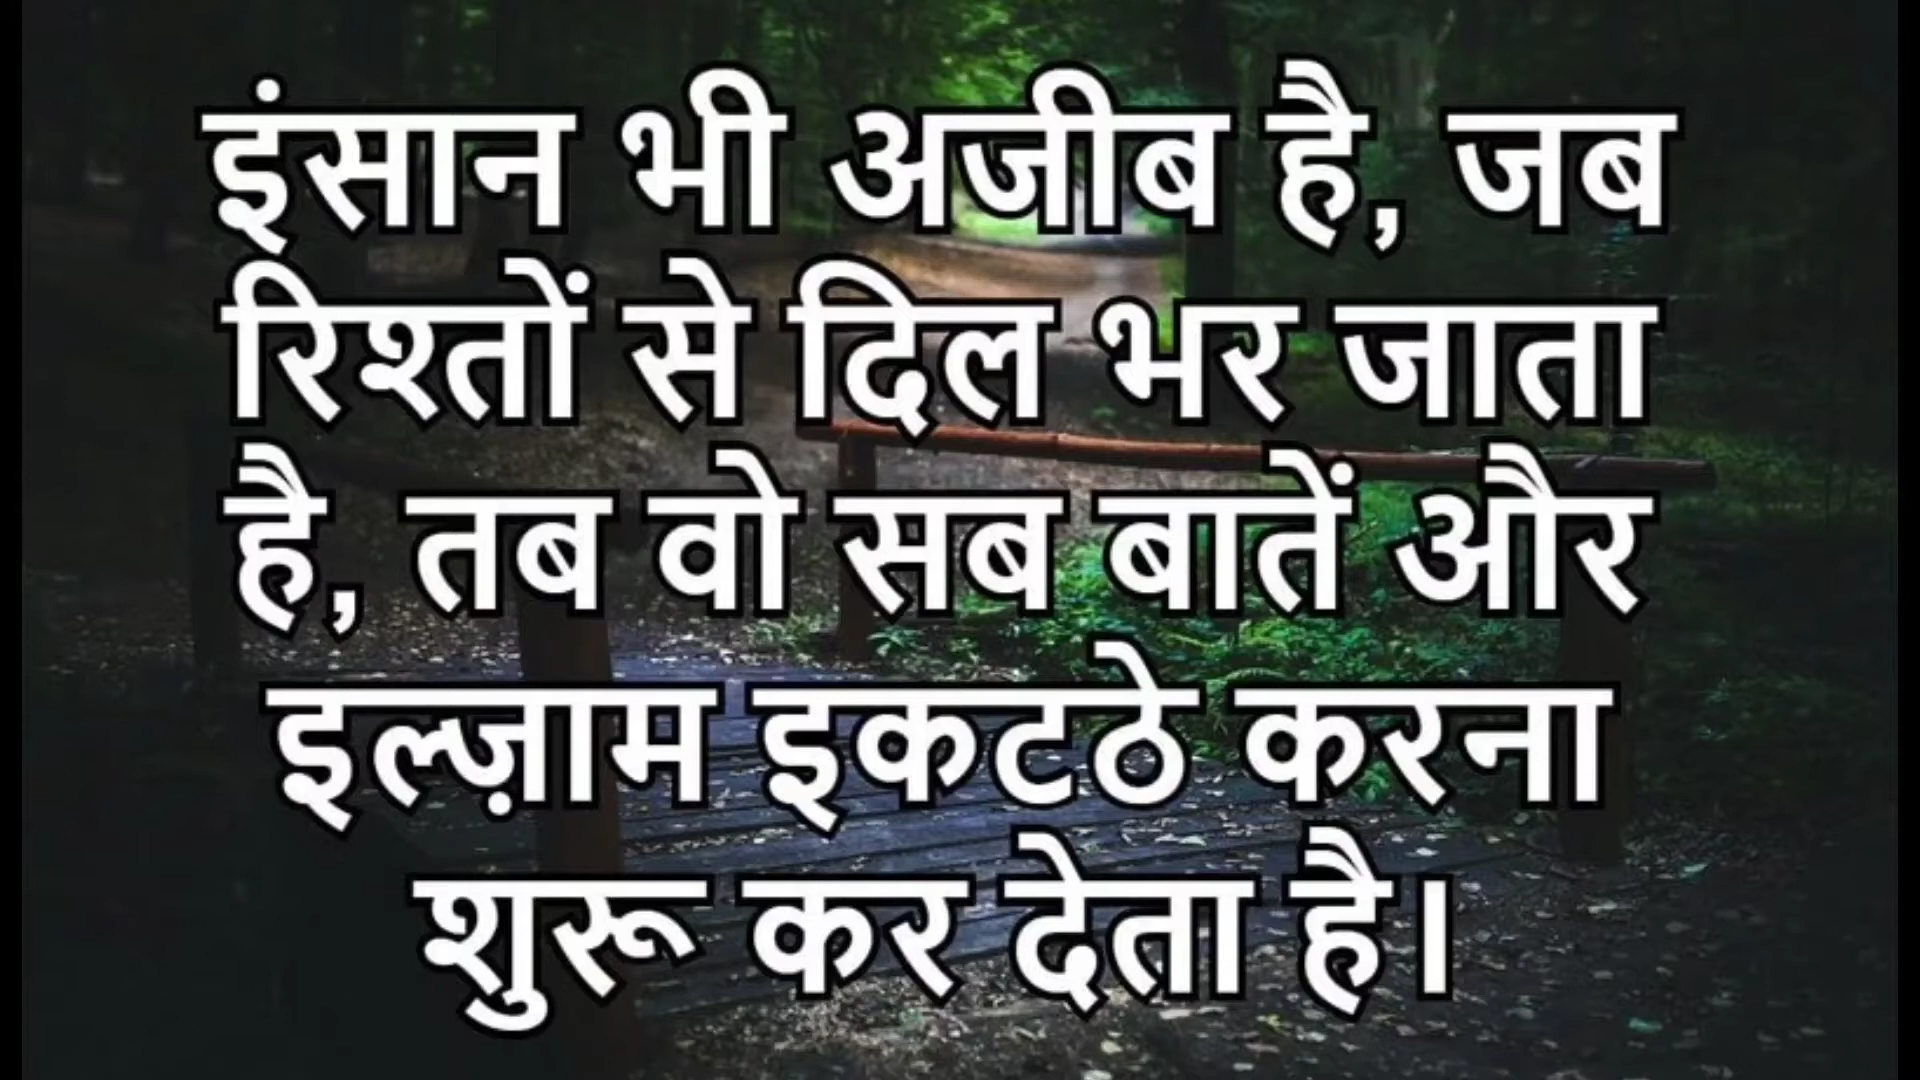 इंसान भी अजीब है, जब
रिश्तों से दिल भर जाता
है, तब वो सब बातें और
इल्ज़ाम इकटठे करना
शुरू कर देता है।